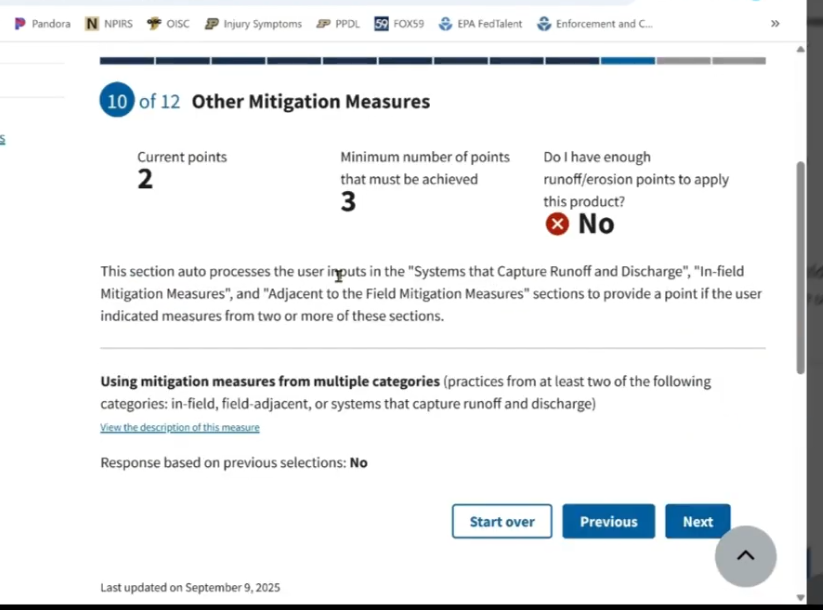 Pandora NPIRS OISC Injury Symptoms PPDL FOX59 EPA FedTalent Enforcement and C... »
s
10 of 12 Other Mitigation Measures
Current points
2
Minimum number of points
that must be achieved
3
Do I have enough
runoff/erosion points to apply
this product?
No
This section auto processes the user inputs in the "Systems that Capture Runoff and Discharge", "In-field
Mitigation Measures", and "Adjacent to the Field Mitigation Measures" sections to provide a point if the user
indicated measures from two or more of these sections.
Using mitigation measures from multiple categories (practices from at least two of the following
categories: in-field, field-adjacent, or systems that capture runoff and discharge)
View the description of this measure
Response based on previous selections: No
Start over Previous Next
Last updated on September 9, 2025